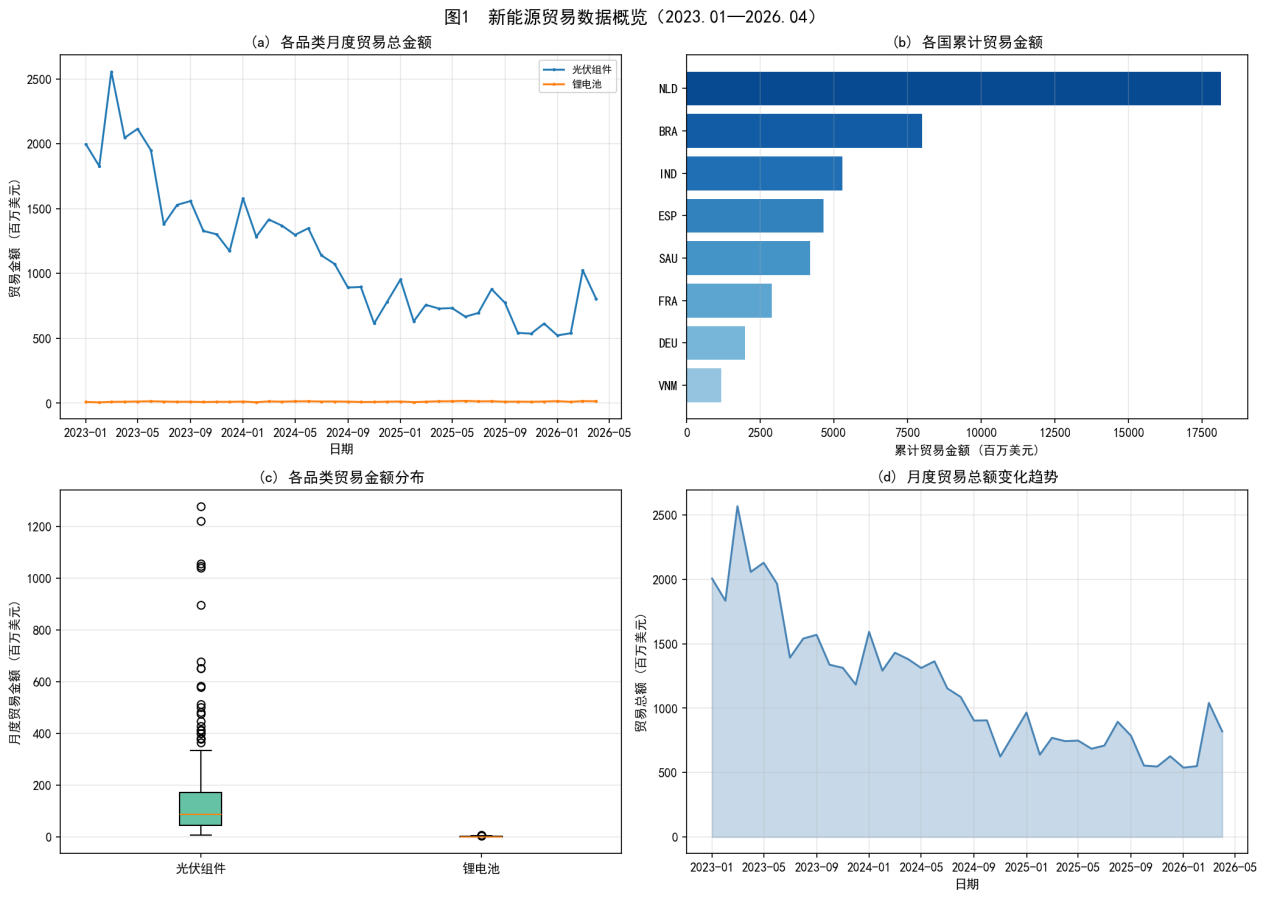 图1 新能源贸易数据概览（2023.01—2026.04）
(a) 各品类月度贸易总金额
贸易金额 (百万美元)
2500
2000
1500
1000
500
0
光伏组件
锂电池
2023-01 2023-05 2023-09 2024-01 2024-05 2024-09 2025-01 2025-05 2025-09 2026-01 2026-05
日期
(b) 各国累计贸易金额
NLD
BRA
IND
ESP
SAU
FRA
DEU
VNM
0 2500 5000 7500 10000 12500 15000 17500
累计贸易金额 (百万美元)
(c) 各品类贸易金额分布
月度贸易金额 (百万美元)
1200
1000
800
600
400
200
0
光伏组件 锂电池
(d) 月度贸易总额变化趋势
贸易总额 (百万美元)
2500
2000
1500
1000
500
0
2023-01 2023-05 2023-09 2024-01 2024-05 2024-09 2025-01 2025-05 2025-09 2026-01 2026-05
日期